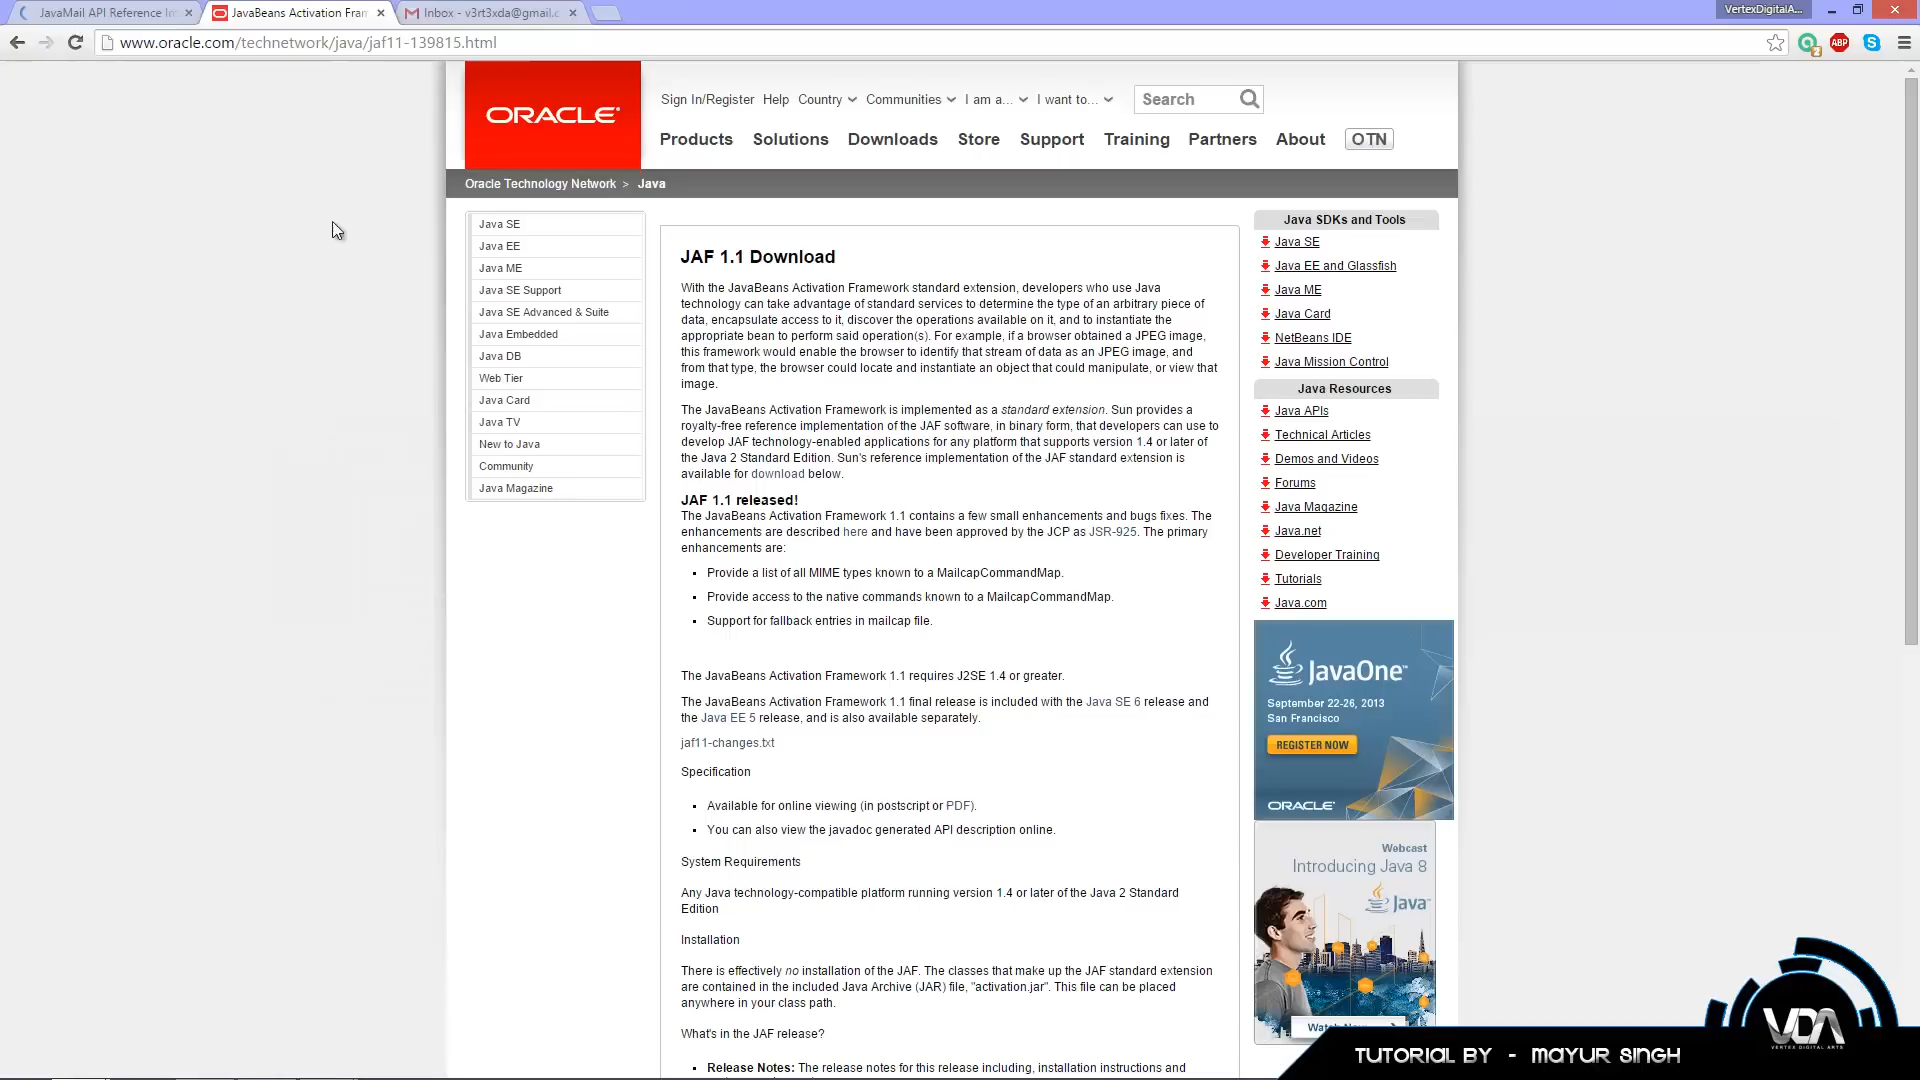 JavaMail API Reference Im
JavaBeans Activation Fram
Inbox - v3rt3xda@gmail.c
VertexDigitalA...
www.oracle.com/technetwork/java/jaf11-139815.html
ABP
ORACLE
Sign In/Register Help Country Communities I am a... I want to... Search
Products Solutions Downloads Store Support Training Partners About OTN
Oracle Technology Network > Java
Java SE
Java EE
Java ME
Java SE Support
Java SE Advanced & Suite
Java Embedded
Java DB
Web Tier
Java Card
Java TV
New to Java
Community
Java Magazine
JAF 1.1 Download
With the JavaBeans Activation Framework standard extension, developers who use Java
technology can take advantage of standard services to determine the type of an arbitrary piece of
data, encapsulate access to it, discover the operations available on it, and to instantiate the
appropriate bean to perform said operation(s). For example, if a browser obtained a JPEG image,
this framework would enable the browser to identify that stream of data as an JPEG image, and
from that type, the browser could locate and instantiate an object that could manipulate, or view that
image.
The JavaBeans Activation Framework is implemented as a standard extension. Sun provides a
royalty-free reference implementation of the JAF software, in binary form, that developers can use to
develop JAF technology-enabled applications for any platform that supports version 1.4 or later of
the Java 2 Standard Edition. Sun's reference implementation of the JAF standard extension is
available for download below.
JAF 1.1 released!
The JavaBeans Activation Framework 1.1 contains a few small enhancements and bugs fixes. The
enhancements are described here and have been approved by the JCP as JSR-925. The primary
enhancements are:
Provide a list of all MIME types known to a MailcapCommandMap.
Provide access to the native commands known to a MailcapCommandMap.
Support for fallback entries in mailcap file.
The JavaBeans Activation Framework 1.1 requires J2SE 1.4 or greater.
The JavaBeans Activation Framework 1.1 final release is included with the Java SE 6 release and
the Java EE 5 release, and is also available separately.
jaf11-changes.txt
Specification
Available for online viewing (in postscript or PDF).
You can also view the javadoc generated API description online.
System Requirements
Any Java technology-compatible platform running version 1.4 or later of the Java 2 Standard
Edition
Installation
There is effectively no installation of the JAF. The classes that make up the JAF standard extension
are contained in the included Java Archive (JAR) file, "activation.jar". This file can be placed
anywhere in your class path.
What's in the JAF release?
Release Notes: The release notes for this release including, installation instructions and
Java SDKs and Tools
Java SE
Java EE and Glassfish
Java ME
Java Card
NetBeans IDE
Java Mission Control
Java Resources
Java APIs
Technical Articles
Demos and Videos
Forums
Java Magazine
Java.net
Developer Training
Tutorials
Java.com
JavaOne
September 22-26, 2013
San Francisco
REGISTER NOW
ORACLE
Webcast
Introducing Java 8
Java
Watch Now
VDA
VERTEX DIGITAL ARTS
TUTORIAL BY - MAYUR SINGH